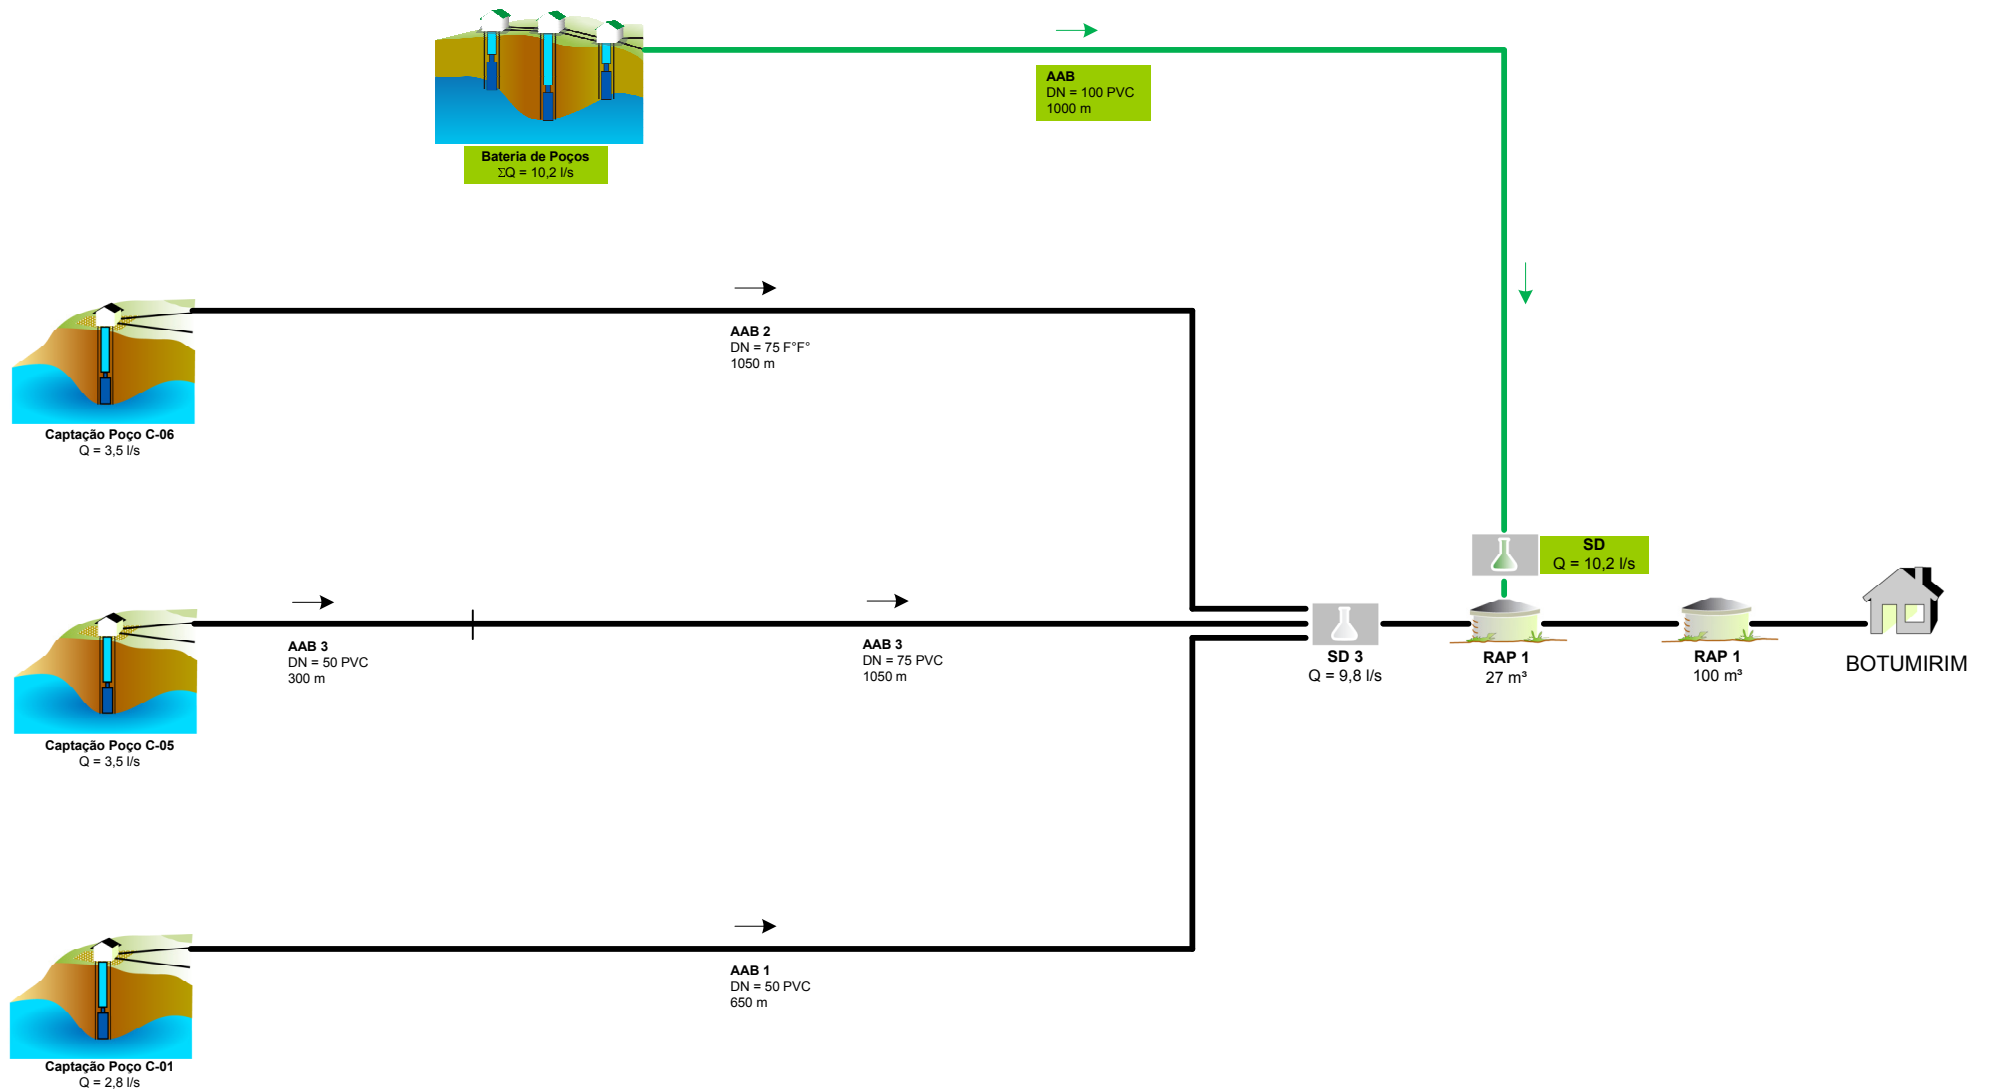 AAB
DN = 100 PVC
1000 m
Bateria de Poços
ΣQ = 10,2 l/s
AAB 2
DN = 75 F°F°
1050 m
Captação Poço C-06
Q = 3,5 l/s
SD
Q = 10,2 l/s
AAB 3
DN = 50 PVC
300 m
AAB 3
DN = 75 PVC
1050 m
SD 3
Q = 9,8 l/s
RAP 1
27 m³
RAP 1
100 m³
BOTUMIRIM
Captação Poço C-05
Q = 3,5 l/s
AAB 1
DN = 50 PVC
650 m
Captação Poço C-01
Q = 2,8 l/s